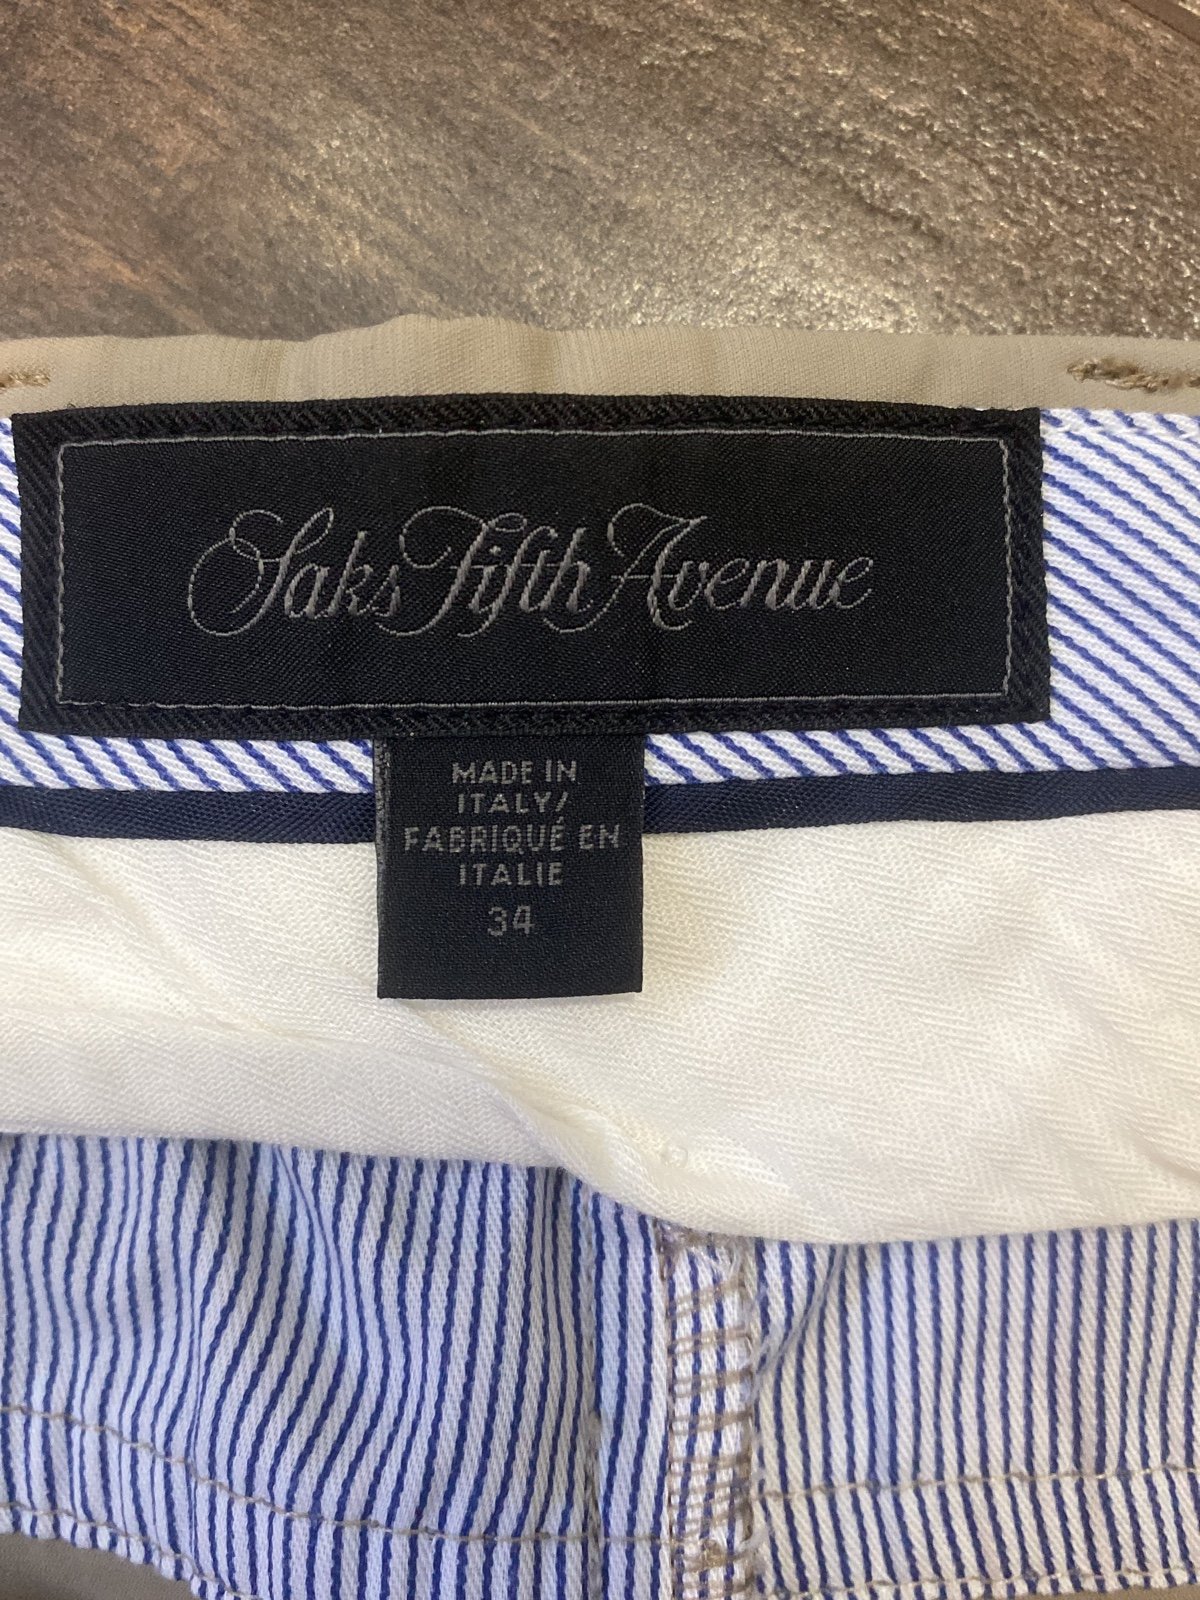 Saks Fifth Avenue
MADE IN
ITALY/
FABRIQUÉ EN
ITALIE
34